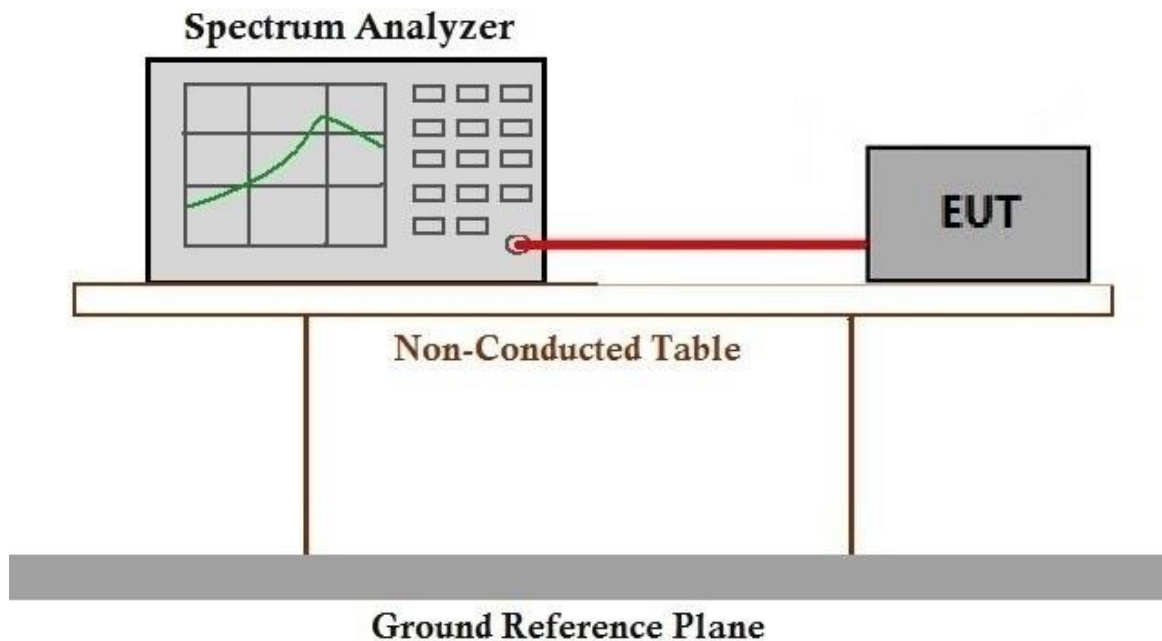 Spectrum Analyzer
EUT
Non-Conducted Table
Ground Reference Plane